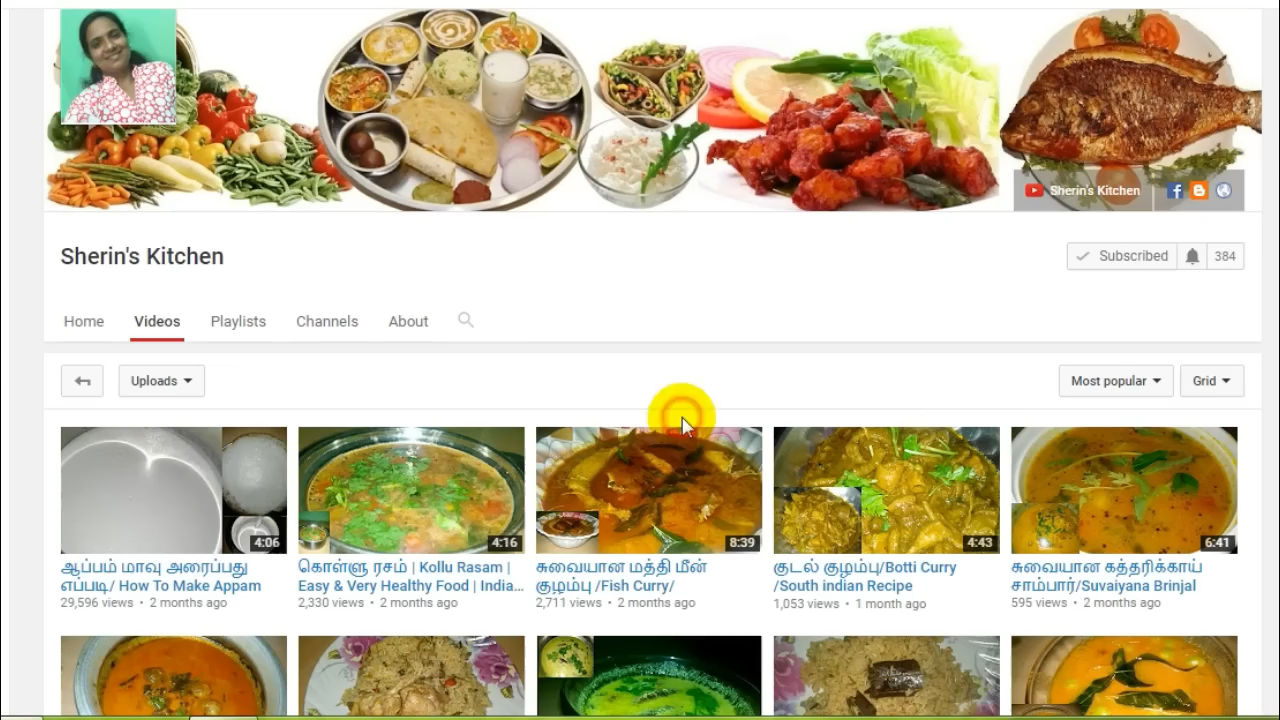 Sherin's Kitchen
Sherin's Kitchen
Subscribed 384
Home Videos Playlists Channels About
Uploads Most popular Grid
4:06
4:16
8:39
4:43
6:41
ஆப்பம் மாவு அரைப்பது
எப்படி/ How To Make Appam
29,596 views • 2 months ago
கொள்ளு ரசம் | Kollu Rasam |
Easy & Very Healthy Food | India...
2,330 views • 2 months ago
சுவையான மத்தி மீன்
குழம்பு /Fish Curry/
2,711 views • 2 months ago
குடல் குழம்பு/Botti Curry
/South indian Recipe
1,053 views • 1 month ago
சுவையான கத்தரிக்காய்
சாம்பார்/Suvaiyana Brinjal
595 views • 2 months ago